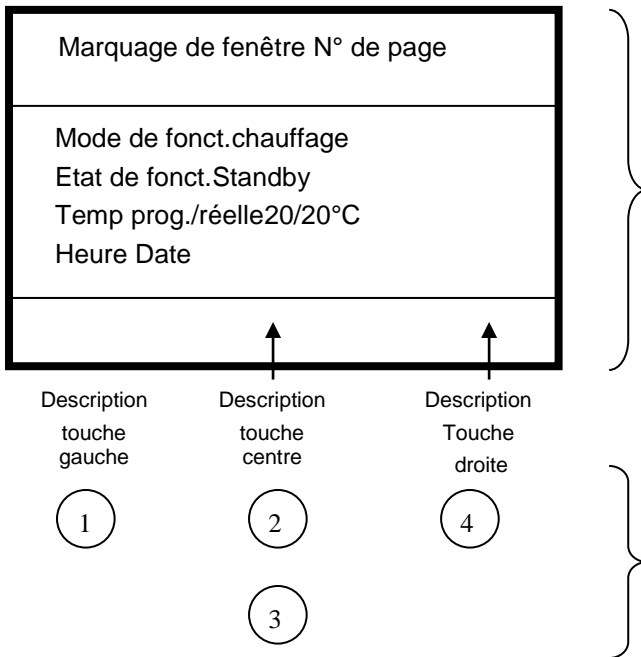 Marquage de fenêtre N° de page
Mode de fonct.chauffage
Etat de fonct.Standby
Temp prog./réelle20/20°C
Heure Date
Description
touche
gauche
Description
touche
centre
Description
Touche
droite
1
2
4
3